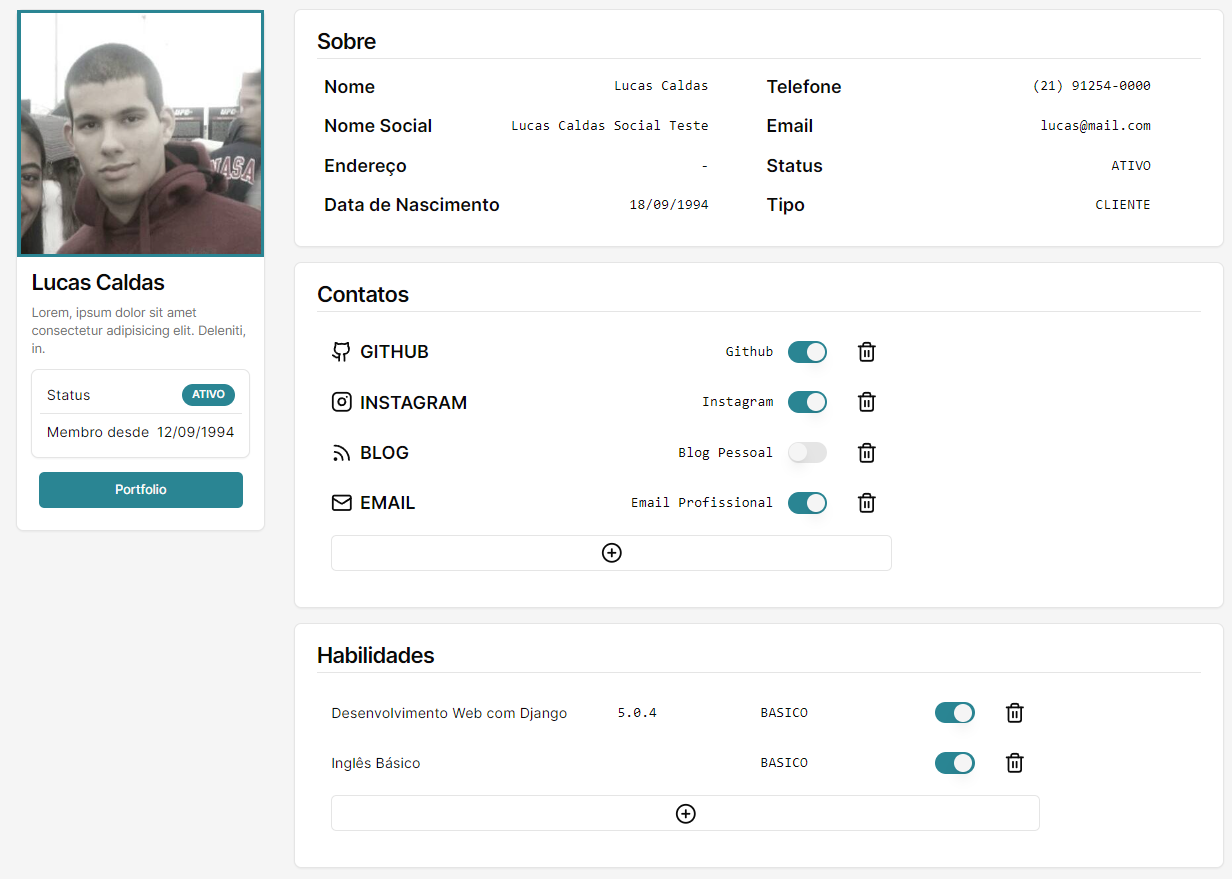 UFC
UFC
NASA
Lucas Caldas
Lorem, ipsum dolor sit amet
consectetur adipisicing elit. Deleniti,
in.
Status ATIVO
Membro desde 12/09/1994
Portfolio
Sobre
Nome Lucas Caldas Telefone (21) 91254-0000
Nome Social Lucas Caldas Social Teste Email lucas@mail.com
Endereço - Status ATIVO
Data de Nascimento 18/09/1994 Tipo CLIENTE
Contatos
GITHUB Github
INSTAGRAM Instagram
BLOG Blog Pessoal
EMAIL Email Profissional
Habilidades
Desenvolvimento Web com Django 5.0.4 BASICO
Inglês Básico BASICO